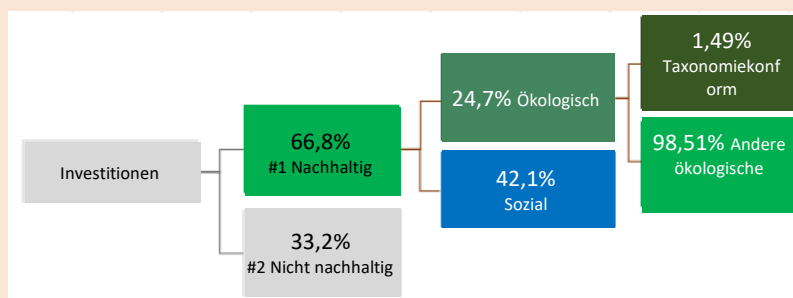 Investitionen
66,8%
#1 Nachhaltig
33,2%
#2 Nicht nachhaltig
24,7% Ökologisch
42,1%
Sozial
1,49%
Taxonomiekonf
orm
98,51% Andere
ökologische